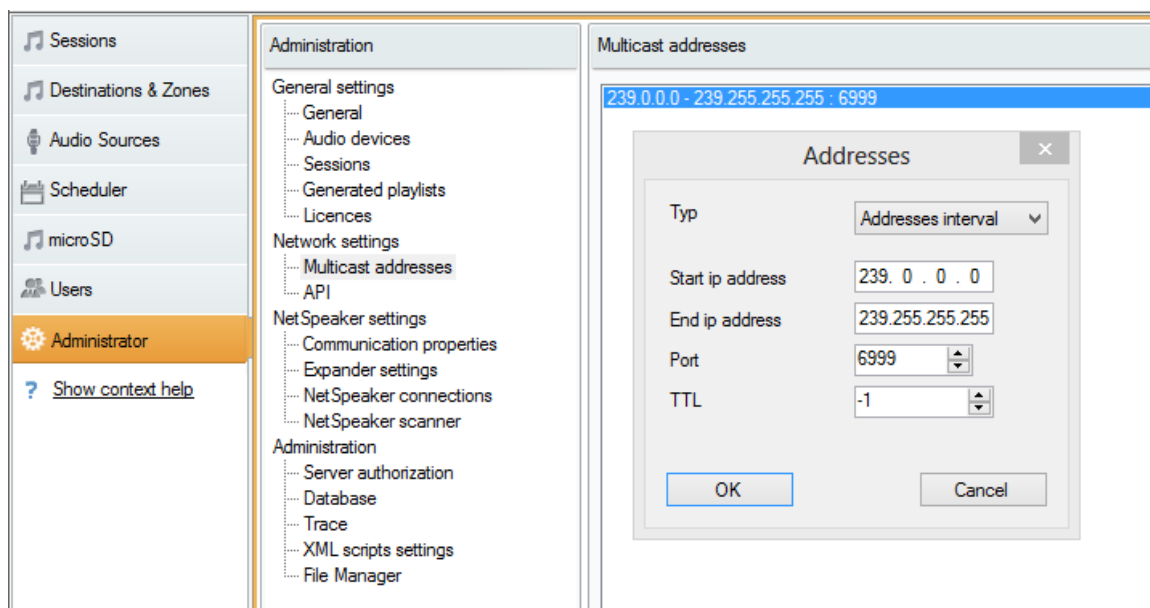 Sessions
Destinations & Zones
Audio Sources
Scheduler
microSD
Users
Administrator
? Show context help
Administration
General settings
General
Audio devices
Sessions
Generated playlists
Licences
Network settings
Multicast addresses
API
NetSpeaker settings
Communication properties
Expander settings
NetSpeaker connections
NetSpeaker scanner
Administration
Server authorization
Database
Trace
XML scripts settings
File Manager
Multicast addresses
239.0.0.0 - 239.255.255.255 : 6999
Addresses
Typ Addresses interval
Start ip address 239. 0 . 0 . 0
End ip address 239.255.255.255
Port 6999
TTL -1
OK Cancel